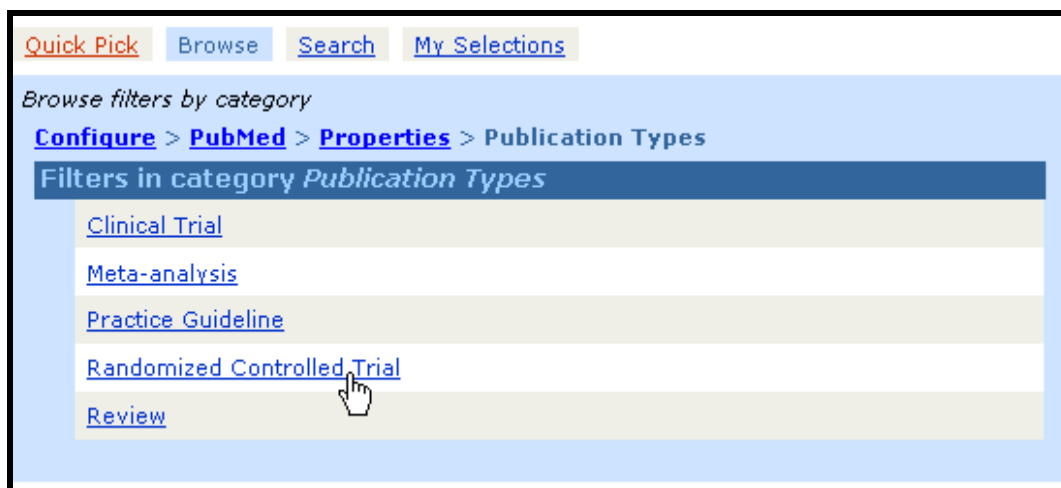 Quick Pick Browse Search My Selections
Browse filters by category
Configure > PubMed > Properties > Publication Types
Filters in category Publication Types
Clinical Trial
Meta-analysis
Practice Guideline
Randomized Controlled Trial
Review